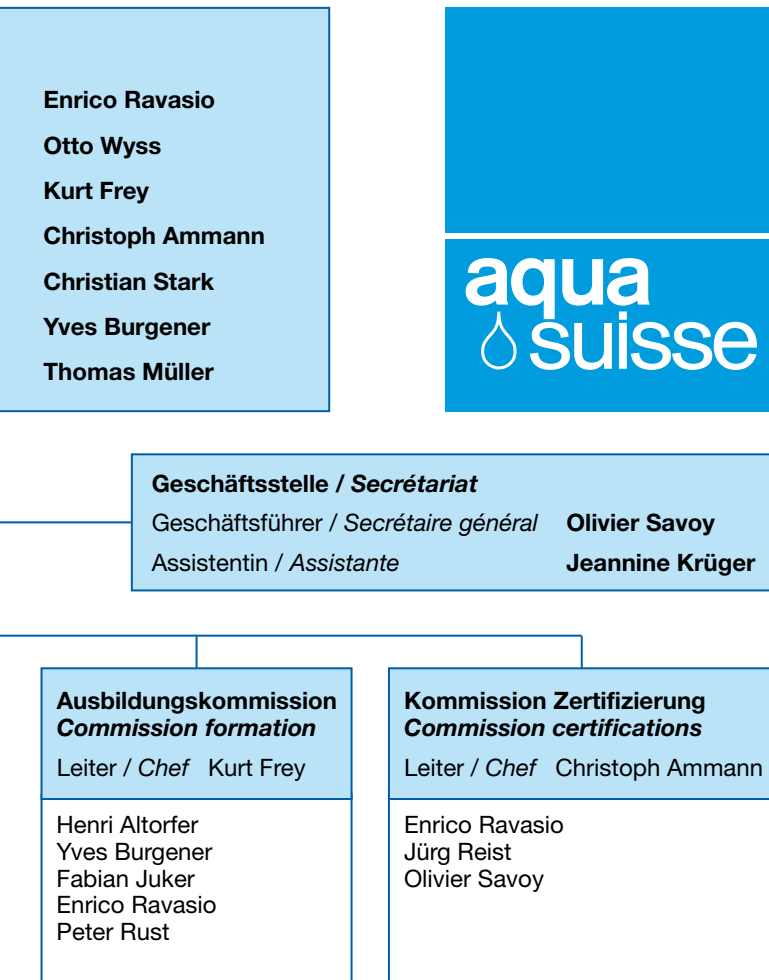 Enrico Ravasio
Otto Wyss
Kurt Frey
Christoph Ammann
Christian Stark
Yves Burgener
Thomas Müller
aqua
suisse
Geschäftsstelle / Secrétariat
Geschäftsführer / Secrétaire général Olivier Savoy
Assistentin / Assistante Jeannine Krüger
Ausbildungskommission
Commission formation
Leiter / Chef Kurt Frey
Henri Altorfer
Yves Burgener
Fabian Juker
Enrico Ravasio
Peter Rust
Kommission Zertifizierung
Commission certifications
Leiter / Chef Christoph Ammann
Enrico Ravasio
Jürg Reist
Olivier Savoy